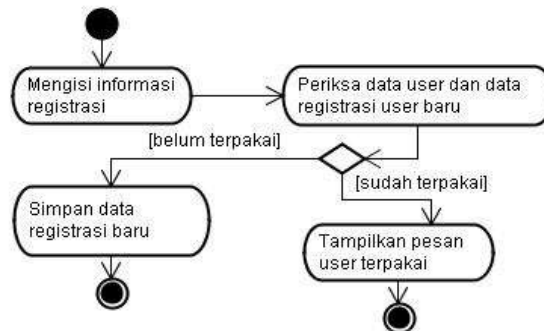 Mengisi informasi
registrasi
Periksa data user dan data
registrasi user baru
[belum terpakai]
[sudah terpakai]
Simpan data
registrasi baru
Tampilkan pesan
user terpakai